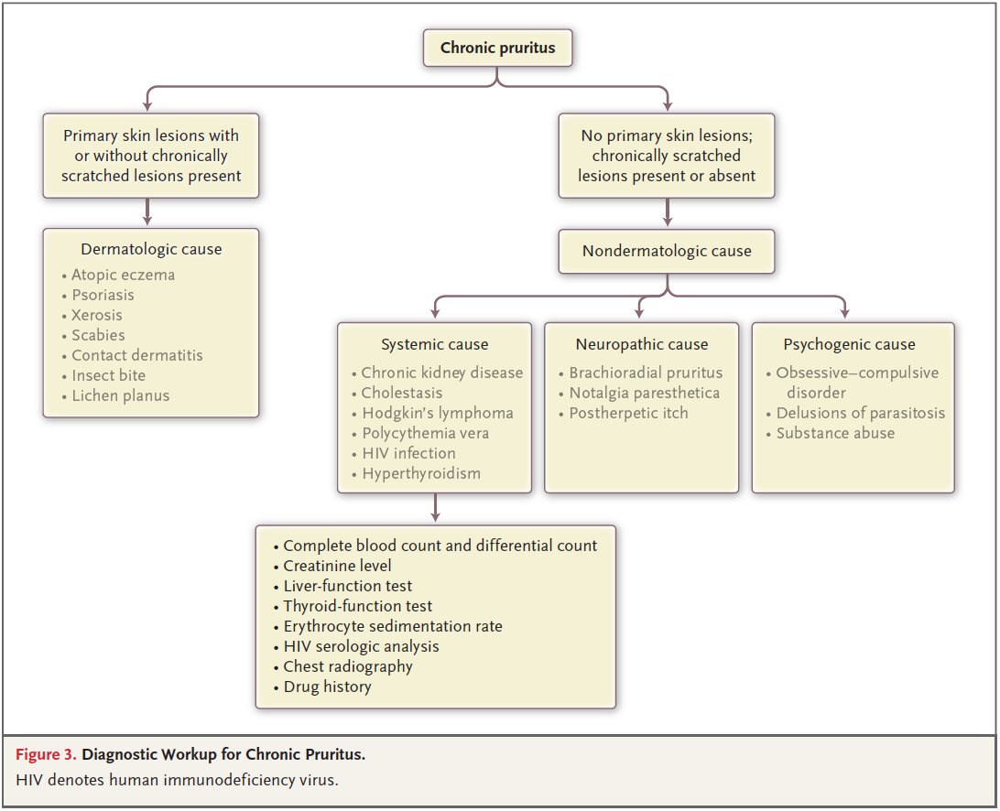 Chronic pruritus
Primary skin lesions with
or without chronically
scratched lesions present
No primary skin lesions;
chronically scratched
lesions present or absent
Dermatologic cause
• Atopic eczema
• Psoriasis
• Xerosis
• Scabies
• Contact dermatitis
• Insect bite
• Lichen planus
Nondermatologic cause
Systemic cause
• Chronic kidney disease
• Cholestasis
• Hodgkin's lymphoma
• Polycythemia vera
• HIV infection
• Hyperthyroidism
Neuropathic cause
• Brachioradial pruritus
• Notalgia paresthetica
• Postherpetic itch
Psychogenic cause
• Obsessive–compulsive
disorder
• Delusions of parasitosis
• Substance abuse
• Complete blood count and differential count
• Creatinine level
• Liver-function test
• Thyroid-function test
• Erythrocyte sedimentation rate
• HIV serologic analysis
• Chest radiography
• Drug history
Figure 3. Diagnostic Workup for Chronic Pruritus.
HIV denotes human immunodeficiency virus.